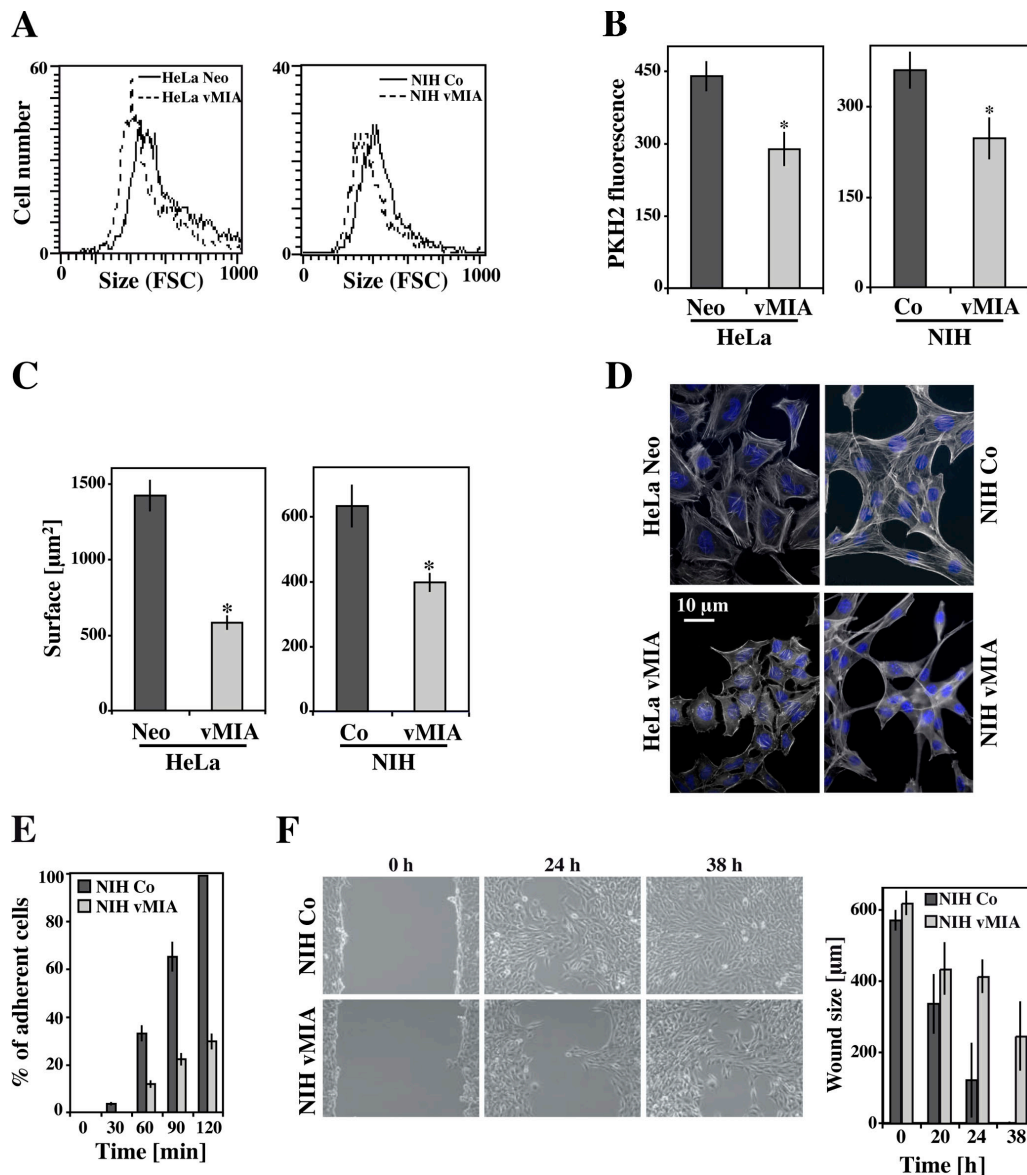 A
60
HeLa Neo
HeLa vMIA
Cell number
0
0
1000
Size (FSC)
40
NIH Co
NIH vMIA
0
0
1000
Size (FSC)
B
PKH2 fluorescence
450
300
150
0
*
Neo vMIA
HeLa
300
150
0
*
Co vMIA
NIH
C
Surface [µm²]
1500
1000
500
0
*
Neo vMIA
HeLa
600
400
200
0
*
Co vMIA
NIH
D
HeLa Neo
NIH Co
HeLa vMIA
10 µm
NIH vMIA
E
% of adherent cells
100
80
60
40
20
0
NIH Co
NIH vMIA
0 30 60 90 120
Time [min]
F
0 h 24 h 38 h
NIH Co
NIH vMIA
Wound size [µm]
600
400
200
0
NIH Co
NIH vMIA
0 20 24 38
Time [h]